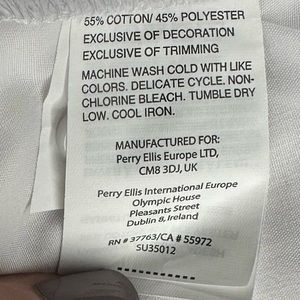 55% COTTON/ 45% POLYESTER
EXCLUSIVE OF DECORATION
EXCLUSIVE OF TRIMMING
MACHINE WASH COLD WITH LIKE
COLORS. DELICATE CYCLE. NON-
CHLORINE BLEACH. TUMBLE DRY
LOW. COOL IRON.
MANUFACTURED FOR:
Perry Ellis Europe LTD,
CM8 3DJ, UK
Perry Ellis International Europe
Olympic House
Pleasants Street
Dublin 8, Ireland
RN # 37763/CA # 55972
SU35012